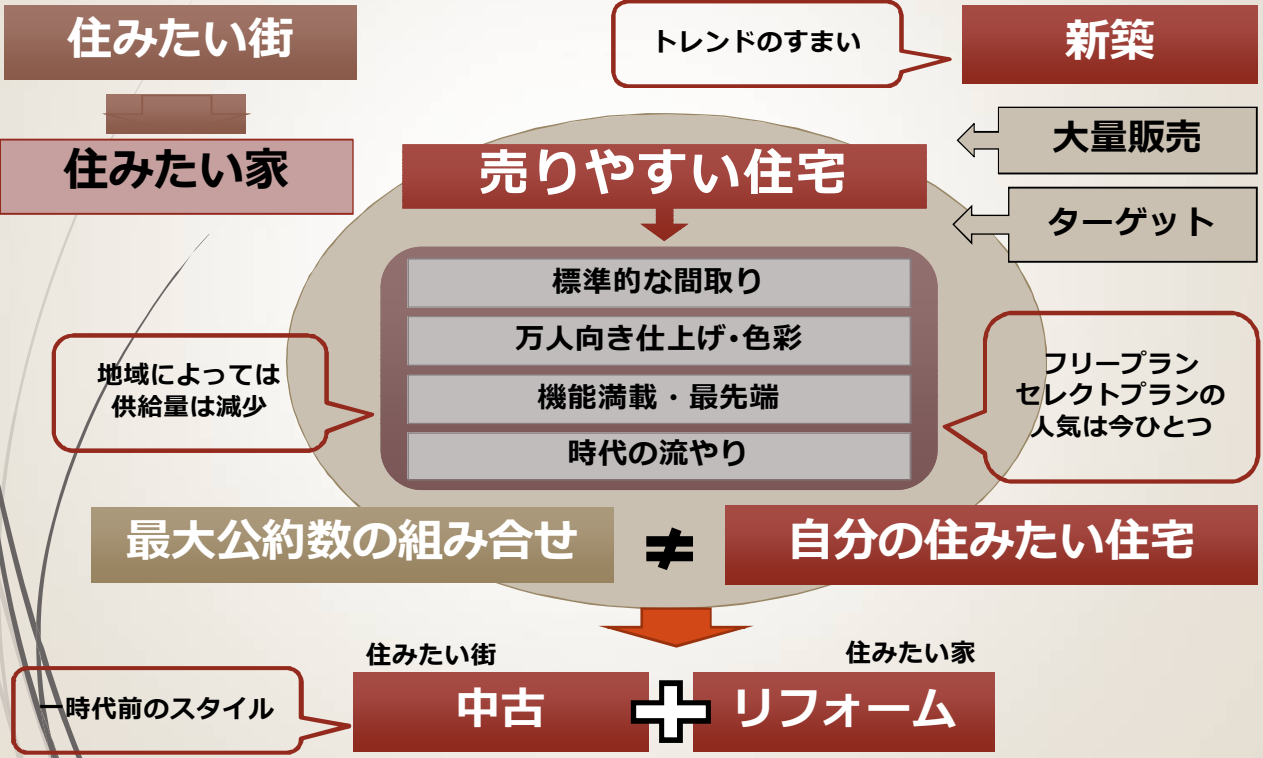 住みたい街
トレンドのすまい
新築
大量販売
住みたい家
売りやすい住宅
ターゲット
標準的な間取り
万人向き仕上げ･色彩
機能満載・最先端
時代の流やり
地域によっては
供給量は減少
フリープラン
セレクトプランの
人気は今ひとつ
最大公約数の組み合せ
≠
自分の住みたい住宅
住みたい街
住みたい家
一時代前のスタイル
中古
リフォーム